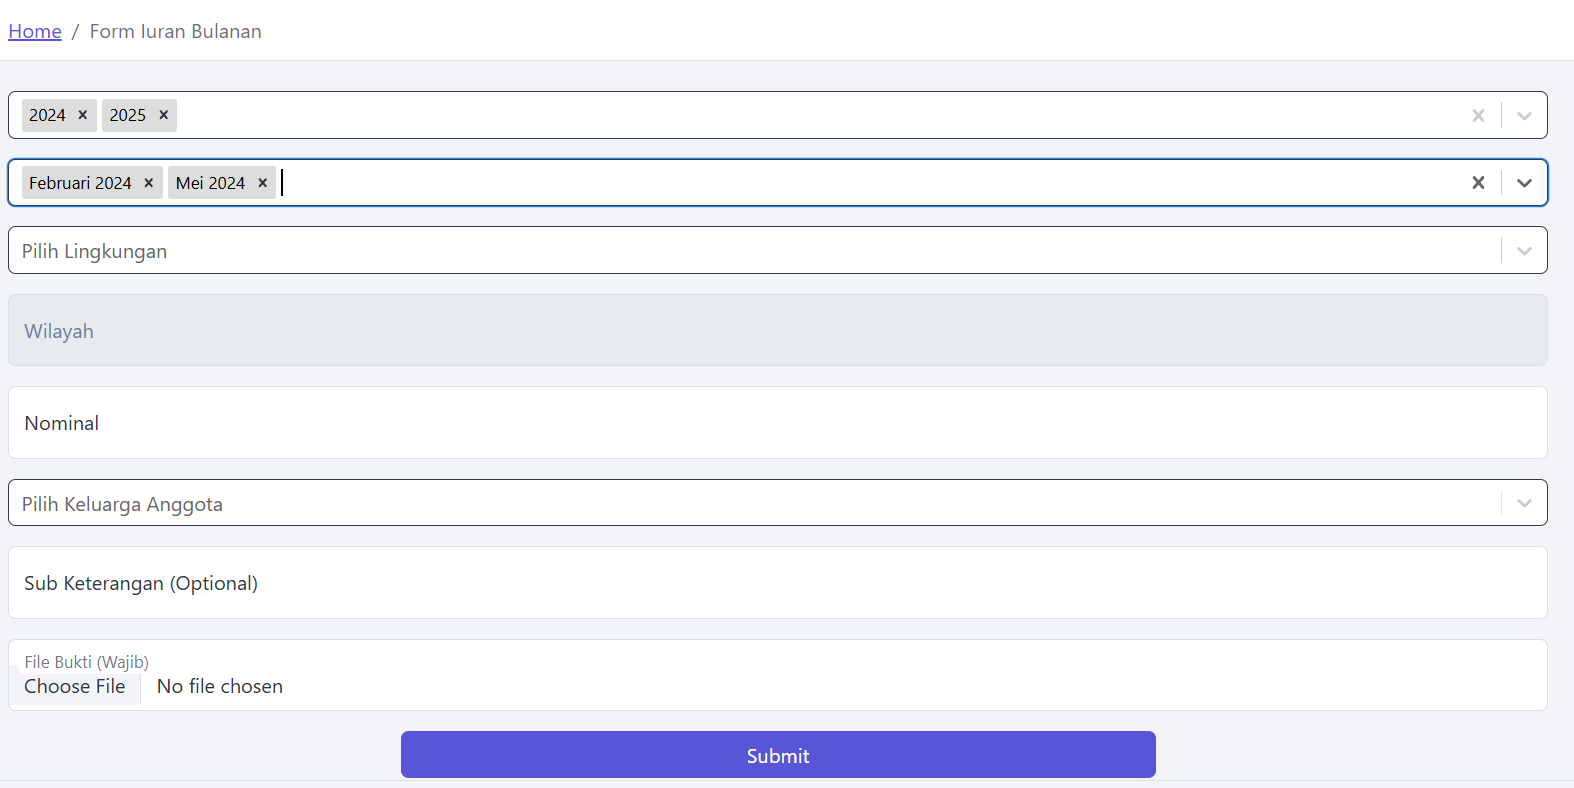 Home / Form Iuran Bulanan
2024 × 2025 ×
Februari 2024 × Mei 2024 ×
Pilih Lingkungan
Wilayah
Nominal
Pilih Keluarga Anggota
Sub Keterangan (Optional)
File Bukti (Wajib)
Choose File No file chosen
Submit